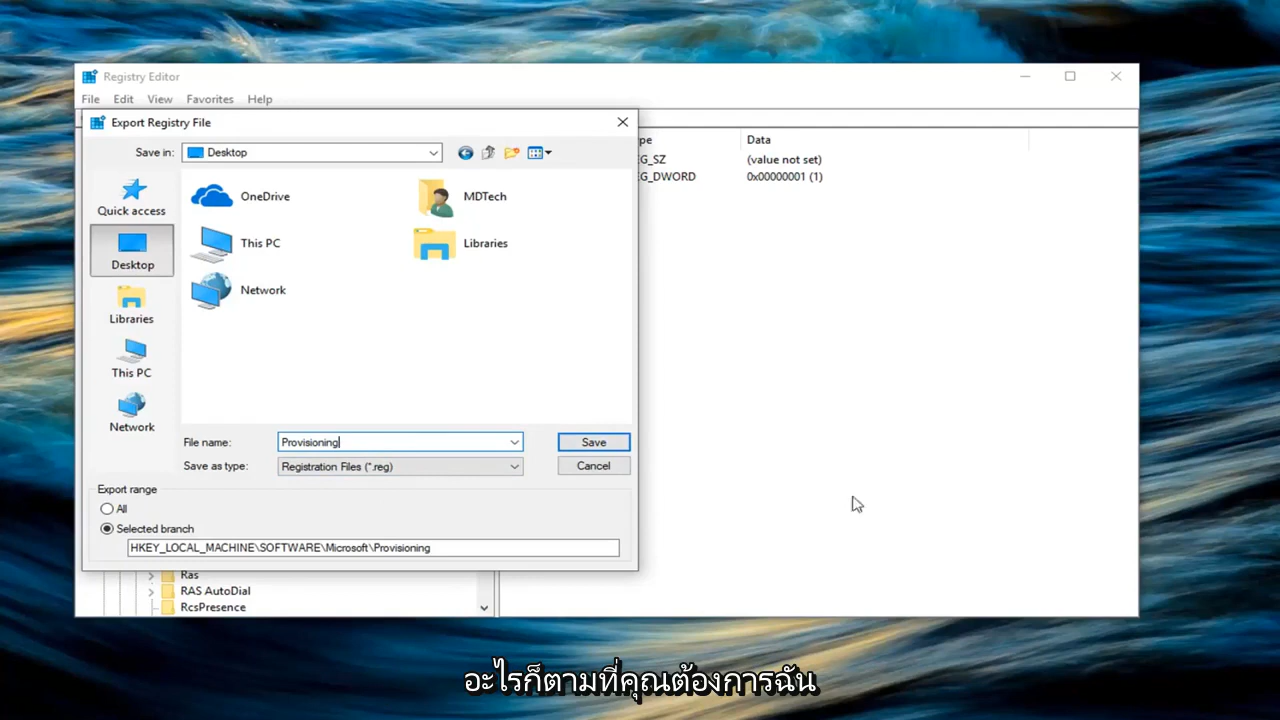 Registry Editor
File Edit View Favorites Help
Export Registry File
Save in: Desktop
pe Data
EG_SZ (value not set)
EG_DWORD 0x00000001 (1)
Quick access
Desktop
Libraries
This PC
Network
OneDrive MDTech
This PC Libraries
Network
File name: Provisioning Save
Save as type: Registration Files (*.reg) Cancel
Export range
All
Selected branch
HKEY_LOCAL_MACHINE\SOFTWARE\Microsoft\Provisioning
Ras
RAS AutoDial
RcsPresence
อะไรก็ตามที่คุณต้องการฉัน